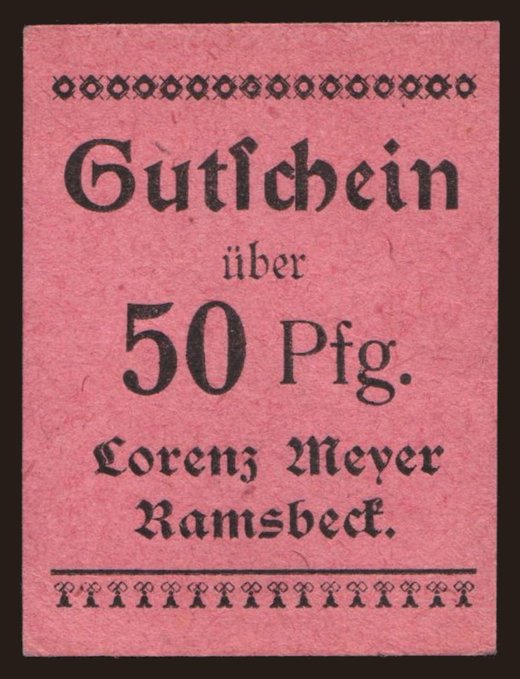 Gutſchein
über
50 Pfg.
Lorenz Meyer
Ramsbeck.